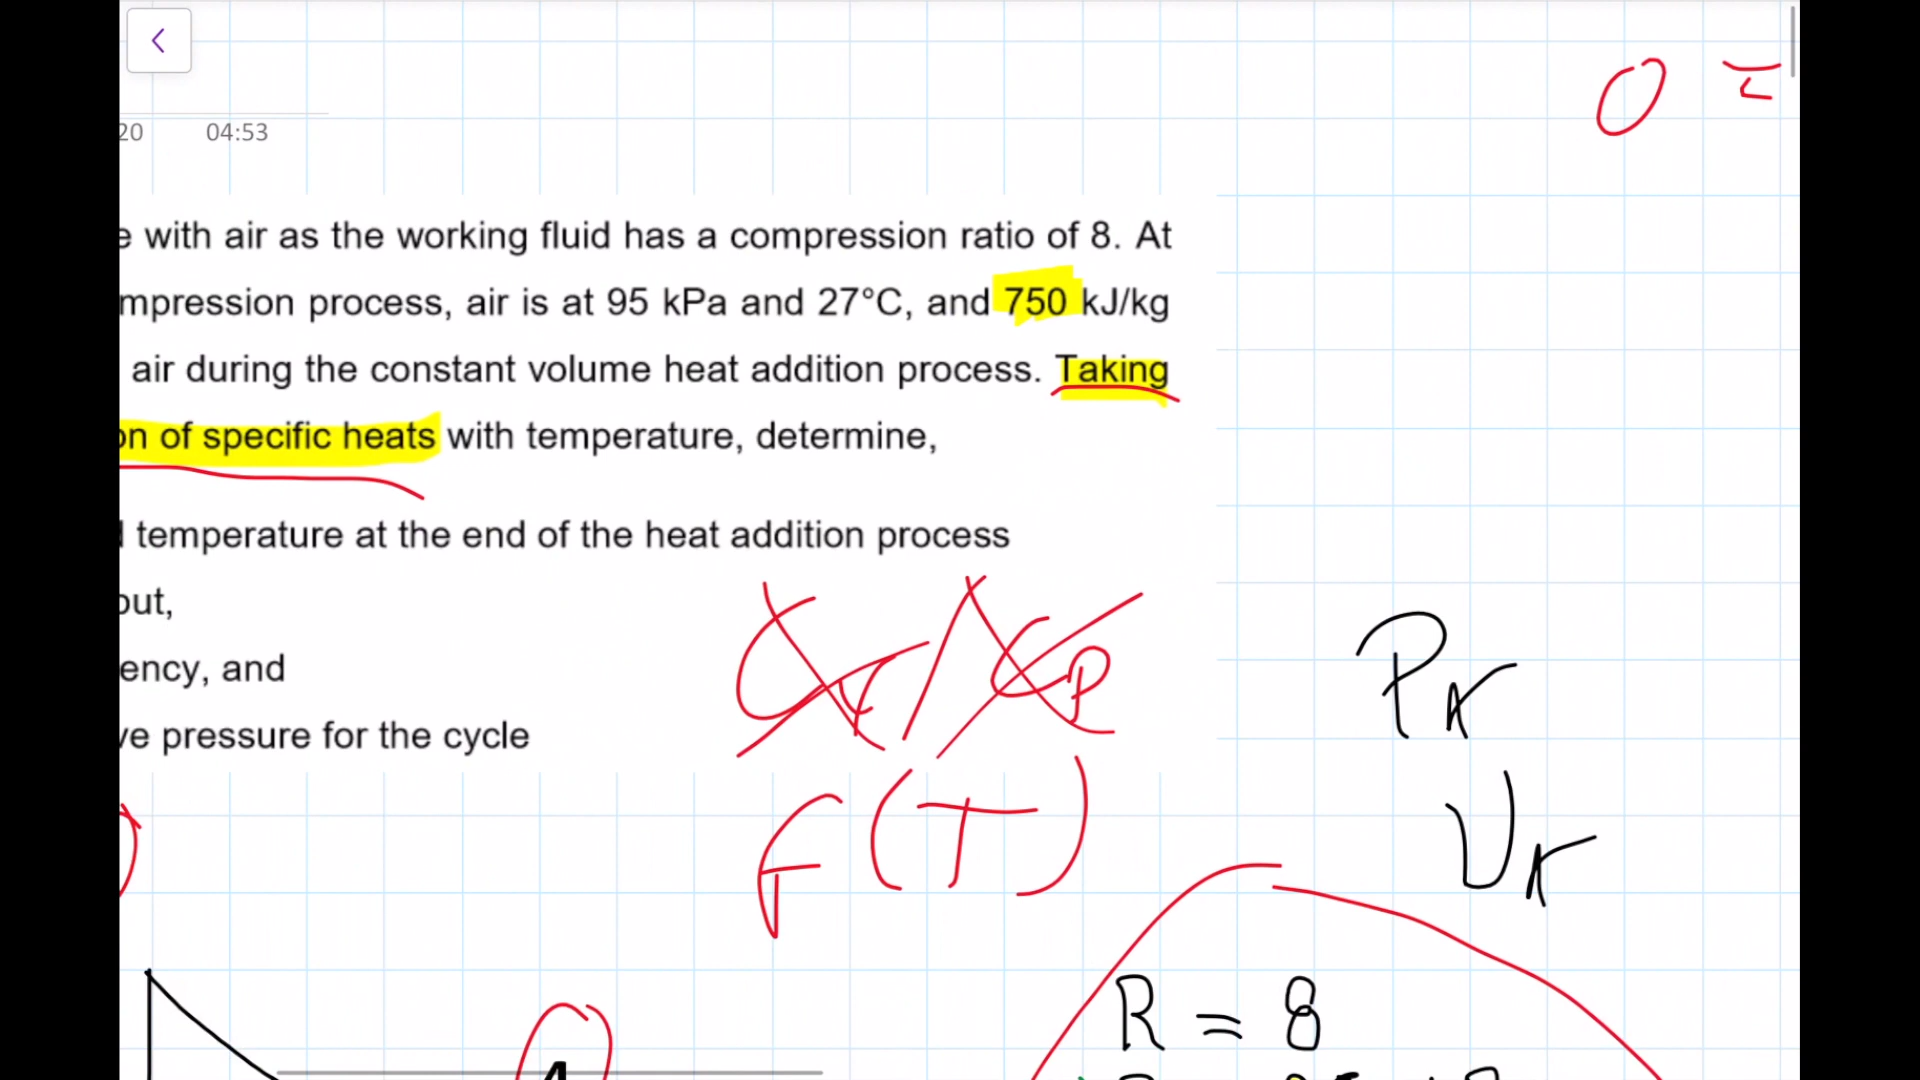 0 =
20 04:53
e with air as the working fluid has a compression ratio of 8. At
mpression process, air is at 95 kPa and 27°C, and 750 kJ/kg
air during the constant volume heat addition process. Taking
on of specific heats with temperature, determine,
d temperature at the end of the heat addition process
out,
ency, and
ve pressure for the cycle
Cv / Cp
Pr
F(T)
Vr
R = 8